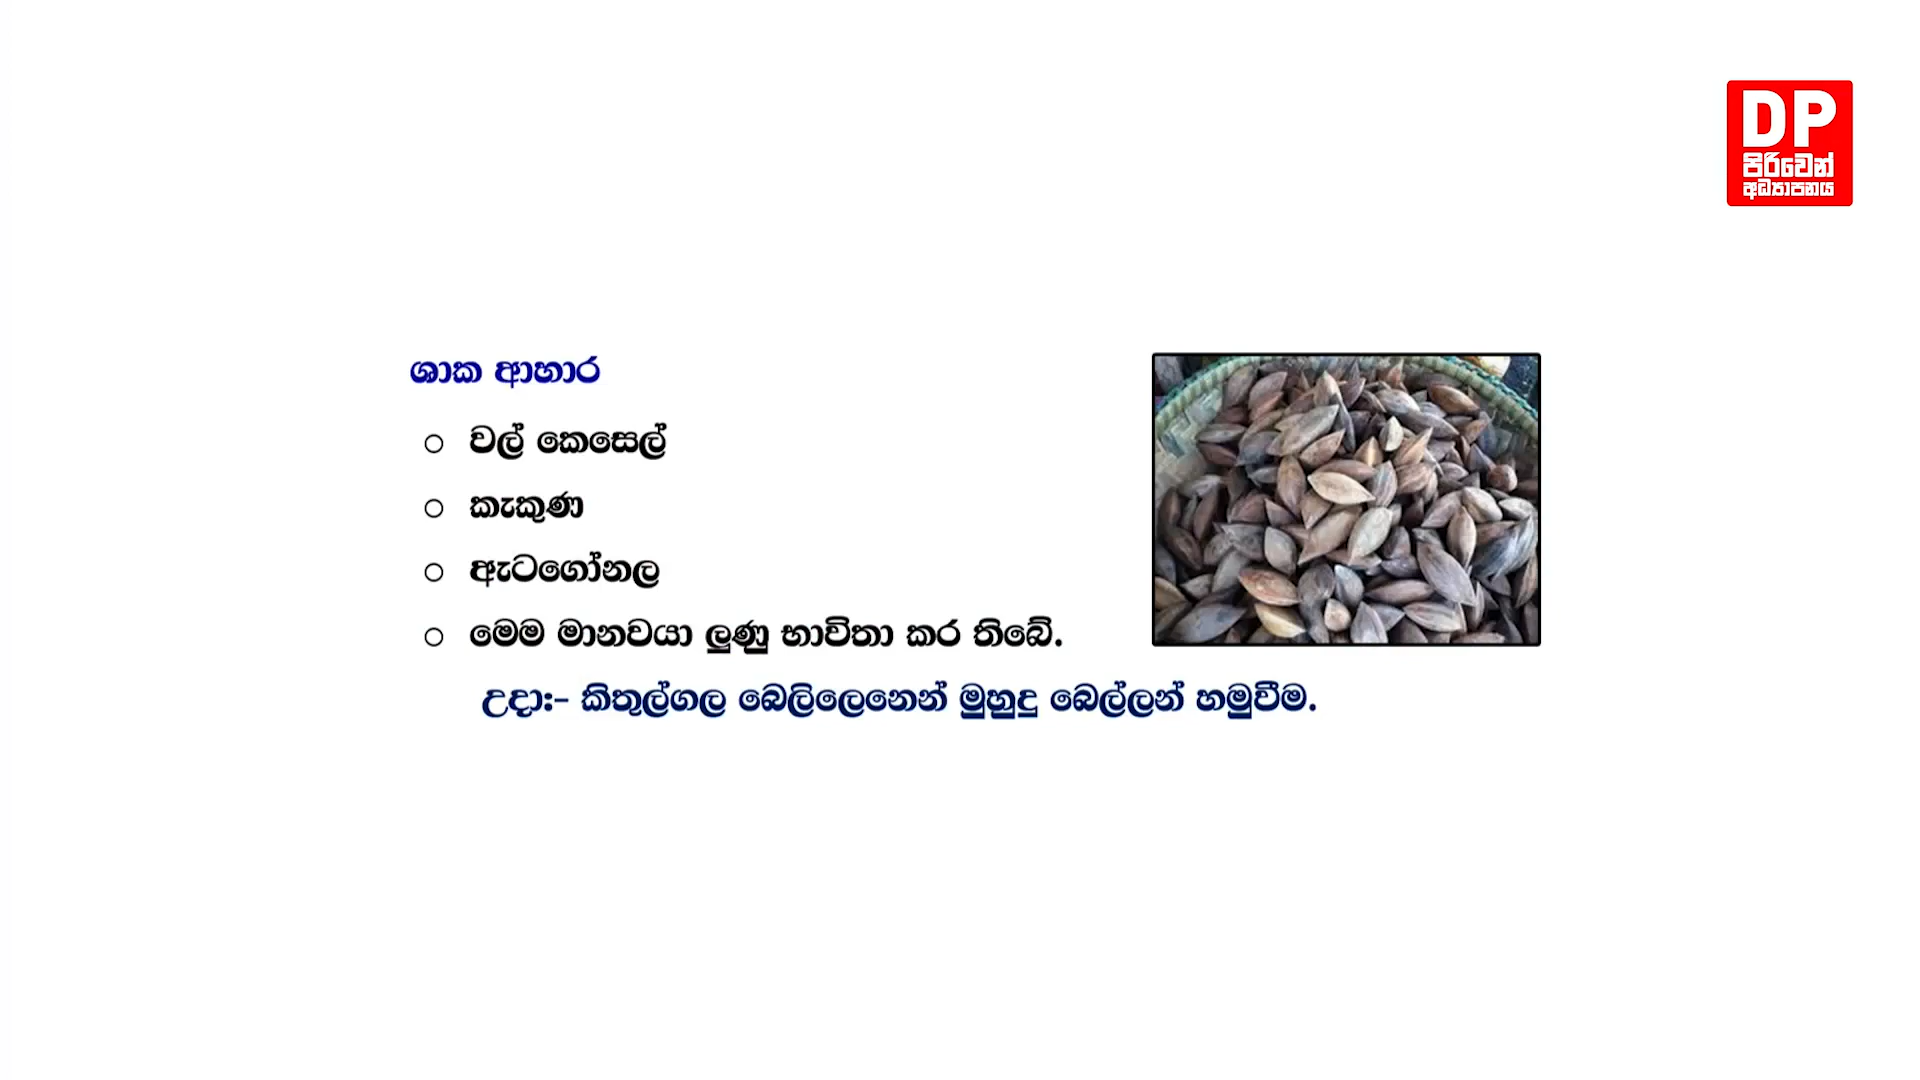 DP
පිරිවෙන්
අධ්‍යාපනය
ශාක ආහාර
○ වල් කෙසෙල්
○ කැකුණ
○ ඇටගෝනල
○ මෙම මානවයා ලුණු භාවිතා කර තිබේ.
උදා:- කිතුල්ගල බෙලිලෙනෙන් මුහුදු බෙල්ලන් හමුවීම.